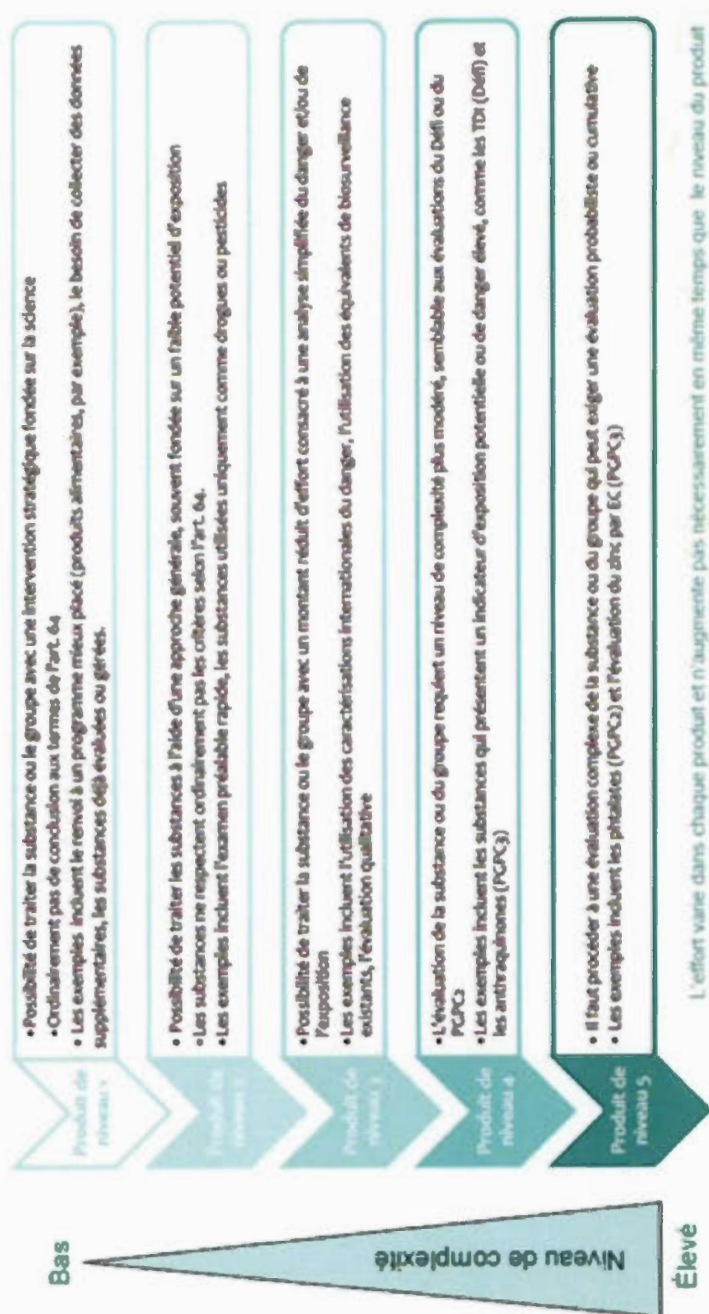 Bas
Niveau de complexité
Élevé
Produit de
niveau 1
• Possibilité de traiter la substance ou le groupe avec une intervention stratégique fondée sur la science
• Ordinairement pas de conclusion aux termes de l'art. 64
• Les exemples incluent le renvoi à un programme mieux placé (produits alimentaires, par exemple), le besoin de collecter des données
supplémentaires, les substances déjà évaluées ou gérées.
Produit de
niveau 2
• Possibilité de traiter les substances à l'aide d'une approche générale, souvent fondée sur un faible potentiel d'exposition
• Les substances ne respectent ordinairement pas les critères selon l'art. 64.
• Les exemples incluent l'examen préalable rapide, les substances utilisées uniquement comme drogues ou pesticides
Produit de
niveau 3
• Possibilité de traiter la substance ou le groupe avec un montant réduit d'effort consacré à une analyse simplifiée du danger et/ou de
l'exposition
• Les exemples incluent l'utilisation des caractérisations internationales du danger, l'utilisation des équivalents de biosurveillance
existants, l'évaluation qualitative
Produit de
niveau 4
• L'évaluation de la substance ou du groupe requiert un niveau de complexité plus modéré, semblable aux évaluations du Défi ou du
PGPC2
• Les exemples incluent les substances qui présentent un indicateur d'exposition potentielle ou de danger élevé, comme les TDI (Défi) et
les anthraquinones (PGPC3)
Produit de
niveau 5
• Il faut procéder à une évaluation complexe de la substance ou du groupe qui peut exiger une évaluation probabiliste ou cumulative
• Les exemples incluent les phtalates (PGPC2) et l'évaluation du zinc par EC (PGPC3)
L'effort varie dans chaque produit et n'augmente pas nécessairement en même temps que le niveau du produit